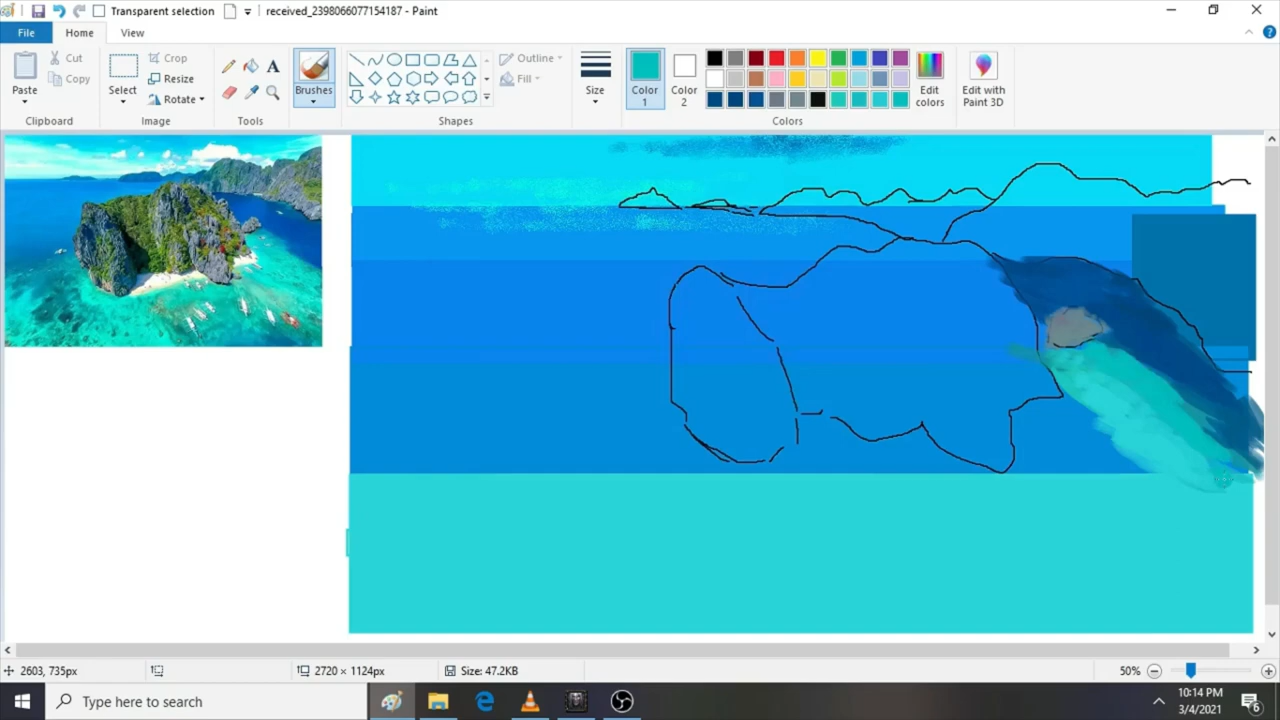 Transparent selection
received_2398066077154187 - Paint
File
Home
View
Paste
Cut
Copy
Clipboard
Select
Crop
Resize
Rotate
Image
A
Tools
Brushes
Outline
Fill
Shapes
Size
Color 1
Color 2
Edit colors
Edit with Paint 3D
Colors
2603, 735px
2720 × 1124px
Size: 47.2KB
50%
Type here to search
10:14 PM
3/4/2021
6